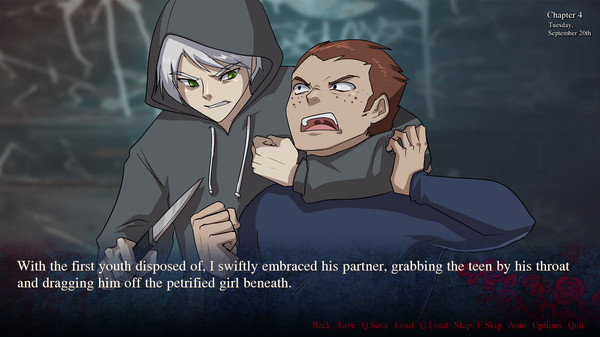 Chapter 4
Tuesday,
September 20th
With the first youth disposed of, I swiftly embraced his partner, grabbing the teen by his throat
and dragging him off the petrified girl beneath.
Back Save Q.Save Load Q.Load Skip F.Skip Auto Options Quit